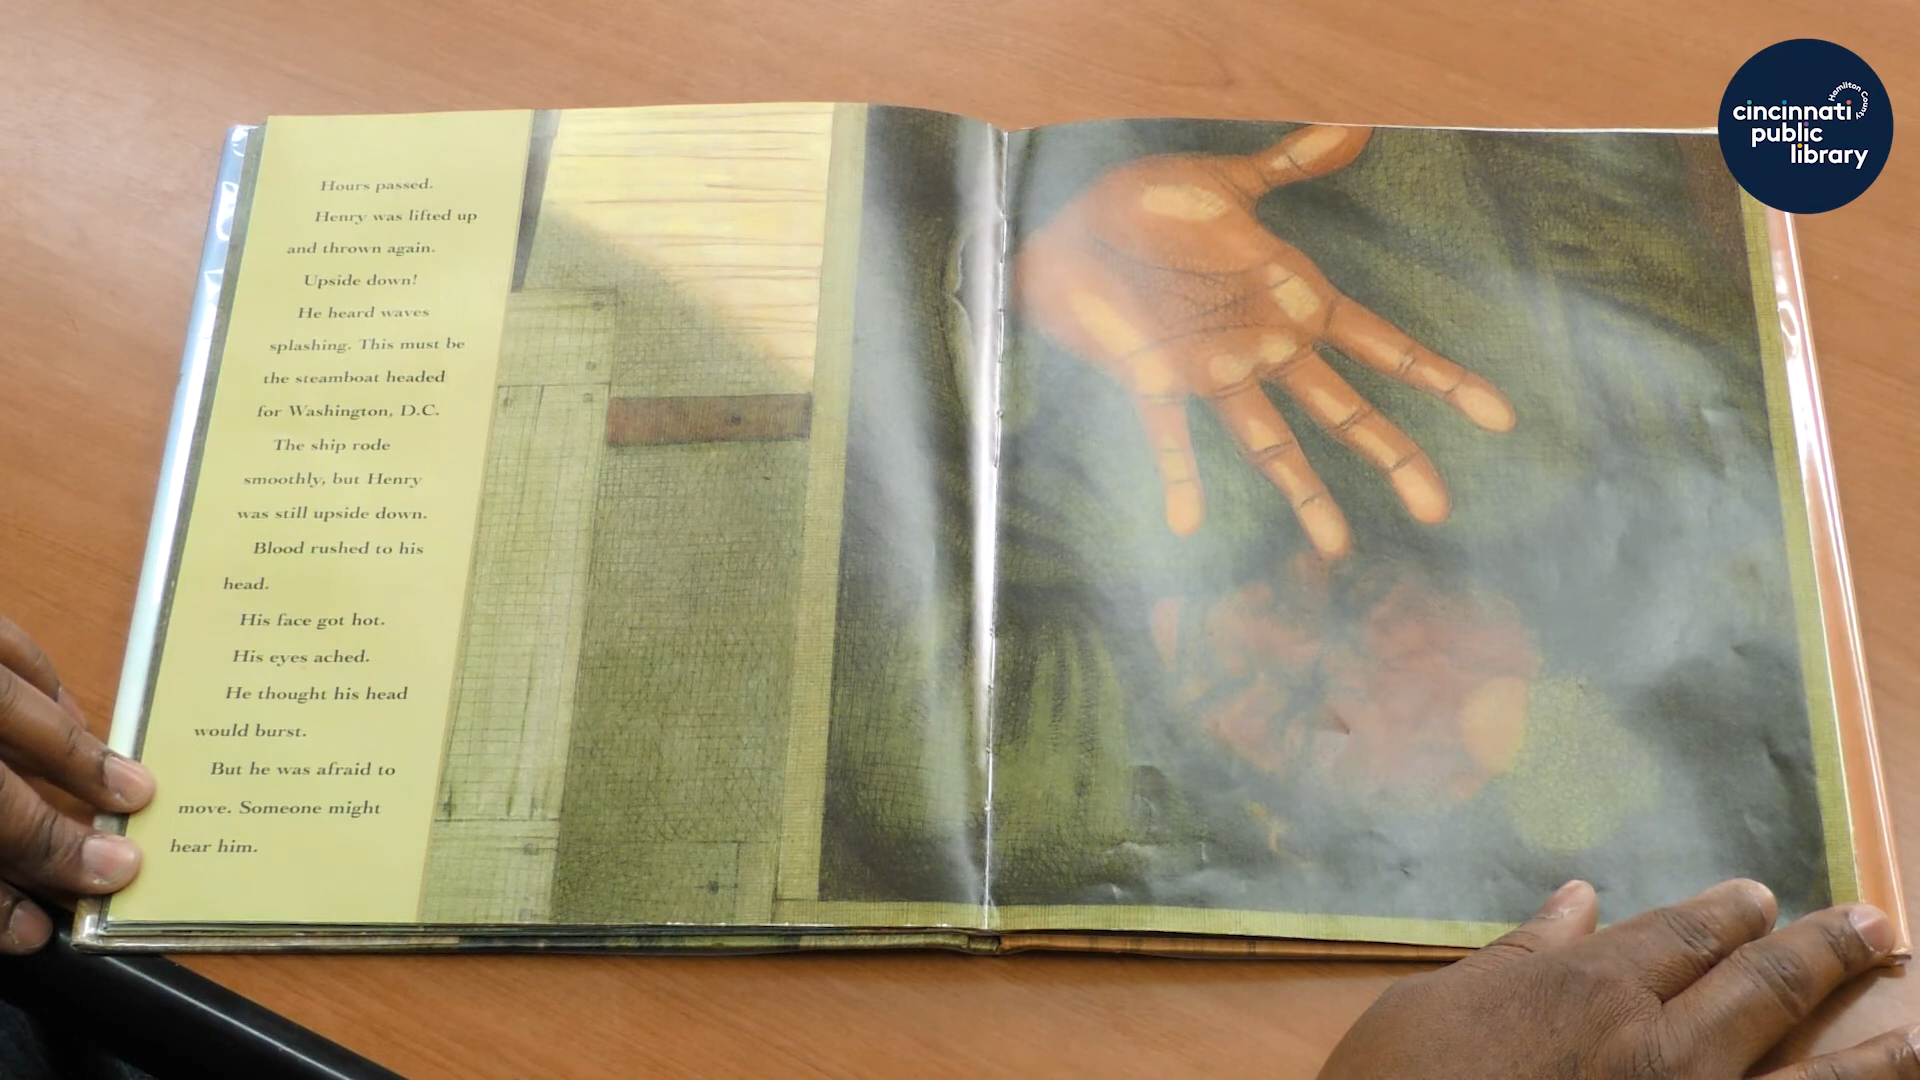 Hours passed.
Henry was lifted up
and thrown again.
Upside down!
He heard waves
splashing. This must be
the steamboat headed
for Washington, D.C.
The ship rode
smoothly, but Henry
was still upside down.
Blood rushed to his
head.
His face got hot.
His eyes ached.
He thought his head
would burst.
But he was afraid to
move. Someone might
hear him.
cincinnati
Hamilton County
public
library